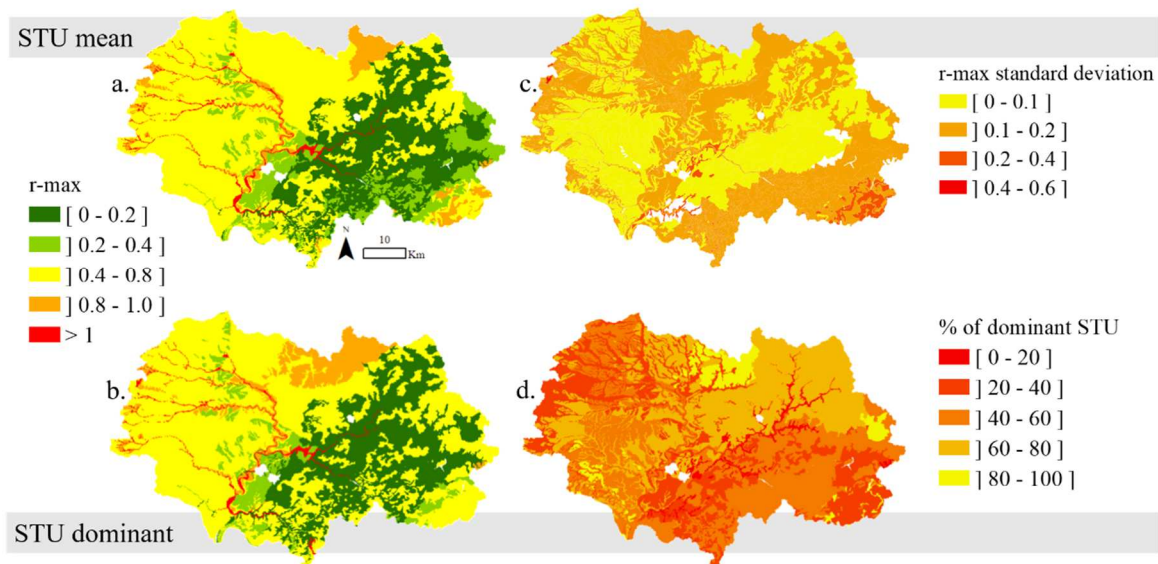 STU mean
a.
c.
r-max standard deviation
[ 0 - 0.1 ]
] 0.1 - 0.2 ]
] 0.2 - 0.4 ]
] 0.4 - 0.6 ]
r-max
[ 0 - 0.2 ]
] 0.2 - 0.4 ]
] 0.4 - 0.8 ]
] 0.8 - 1.0 ]
> 1
N
10
Km
b.
d.
% of dominant STU
[ 0 - 20 ]
] 20 - 40 ]
] 40 - 60 ]
] 60 - 80 ]
] 80 - 100 ]
STU dominant